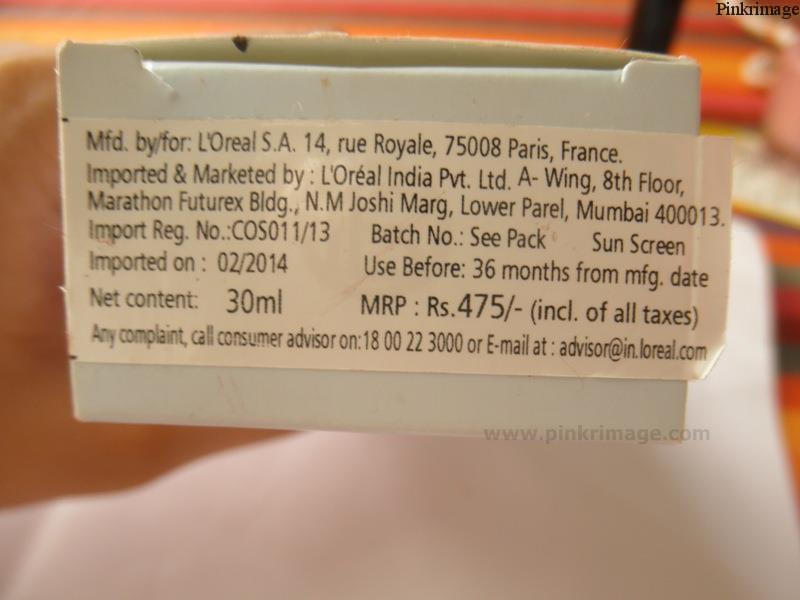 Pinkrimage
Mfd. by/for: L'Oreal S.A. 14, rue Royale, 75008 Paris, France.
Imported & Marketed by : L'Oréal India Pvt. Ltd. A- Wing, 8th Floor,
Marathon Futurex Bldg., N.M Joshi Marg, Lower Parel, Mumbai 400013.
Import Reg. No.:COS011/13 Batch No.: See Pack Sun Screen
Imported on : 02/2014 Use Before: 36 months from mfg. date
Net content: 30ml MRP : Rs.475/- (incl. of all taxes)
Any complaint, call consumer advisor on:18 00 22 3000 or E-mail at : advisor@in.loreal.com
www.pinkrimage.com